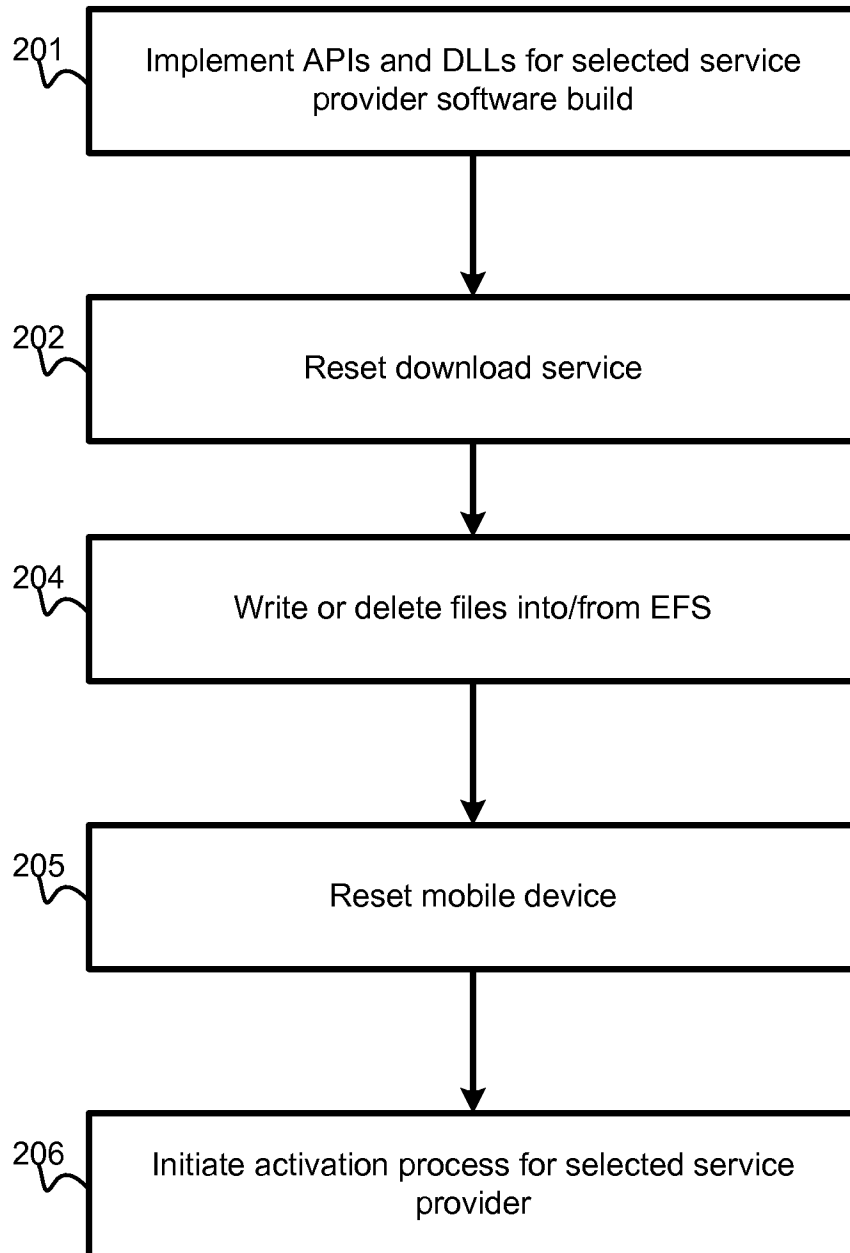 201
Implement APIs and DLLs for selected service
provider software build
202
Reset download service
204
Write or delete files into/from EFS
205
Reset mobile device
206
Initiate activation process for selected service
provider